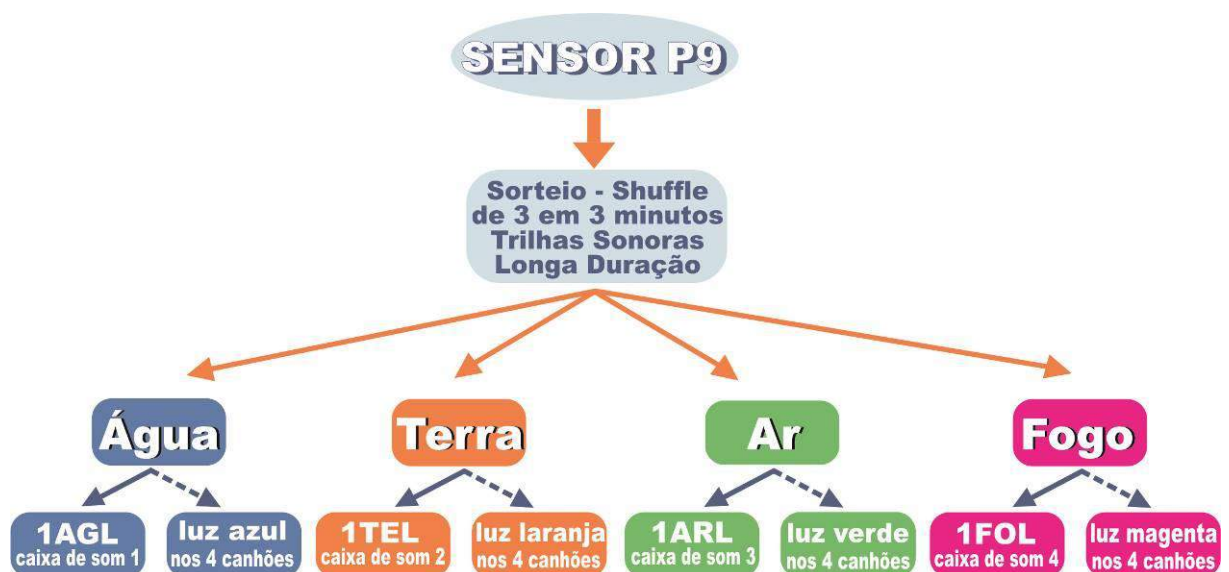 SENSOR P9
Sorteio - Shuffle
de 3 em 3 minutos
Trilhas Sonoras
Longa Duração
Água
Terra
Ar
Fogo
1AGL
caixa de som 1
luz azul
nos 4 canhões
1TEL
caixa de som 2
luz laranja
nos 4 canhões
1ARL
caixa de som 3
luz verde
nos 4 canhões
1FOL
caixa de som 4
luz magenta
nos 4 canhões